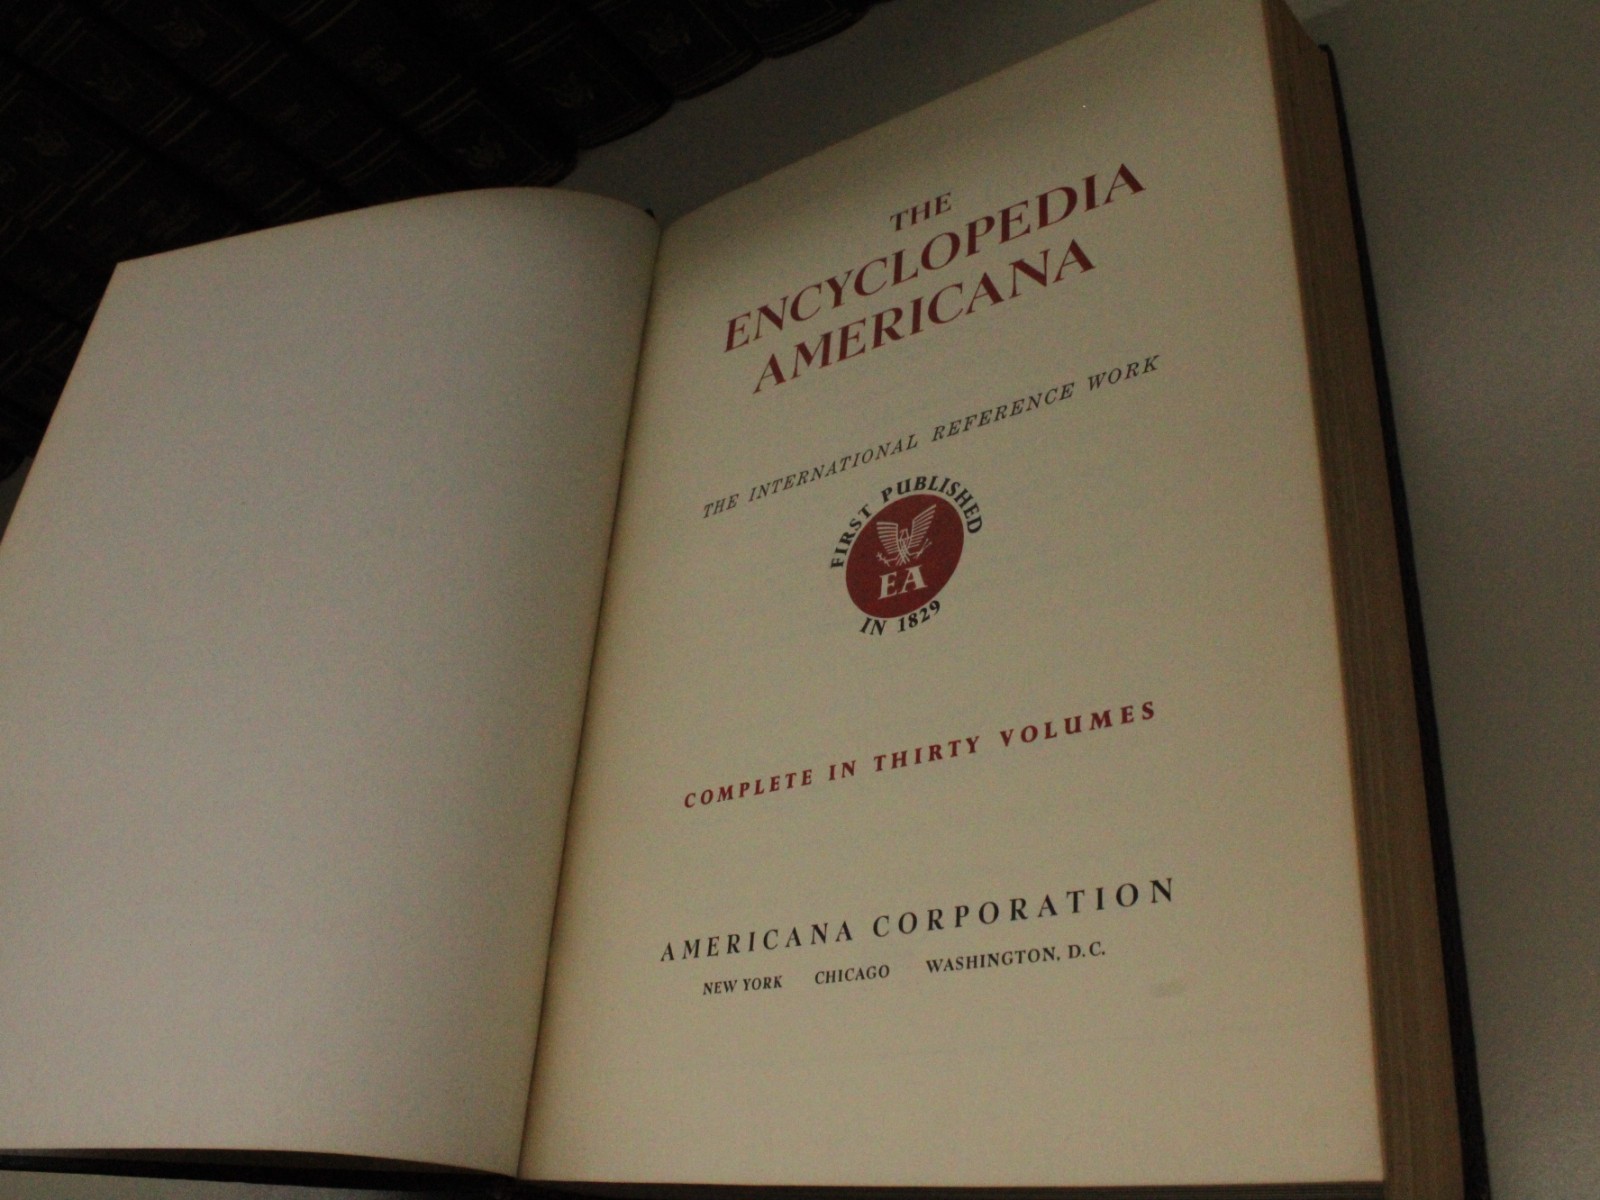 THE
ENCYCLOPEDIA
AMERICANA
THE INTERNATIONAL REFERENCE WORK
FIRST PUBLISHED
EA
IN 1829
COMPLETE IN THIRTY VOLUMES
AMERICANA CORPORATION
NEW YORK CHICAGO WASHINGTON, D.C.